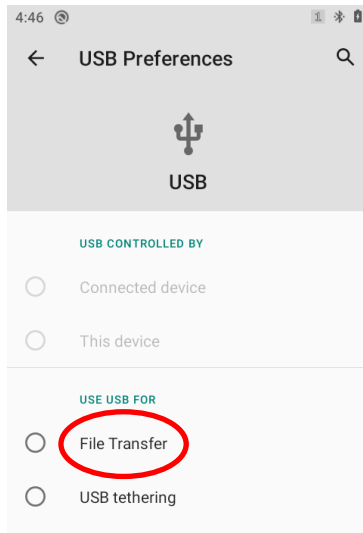 4:46
USB Preferences
USB
USB CONTROLLED BY
Connected device
This device
USE USB FOR
File Transfer
USB tethering